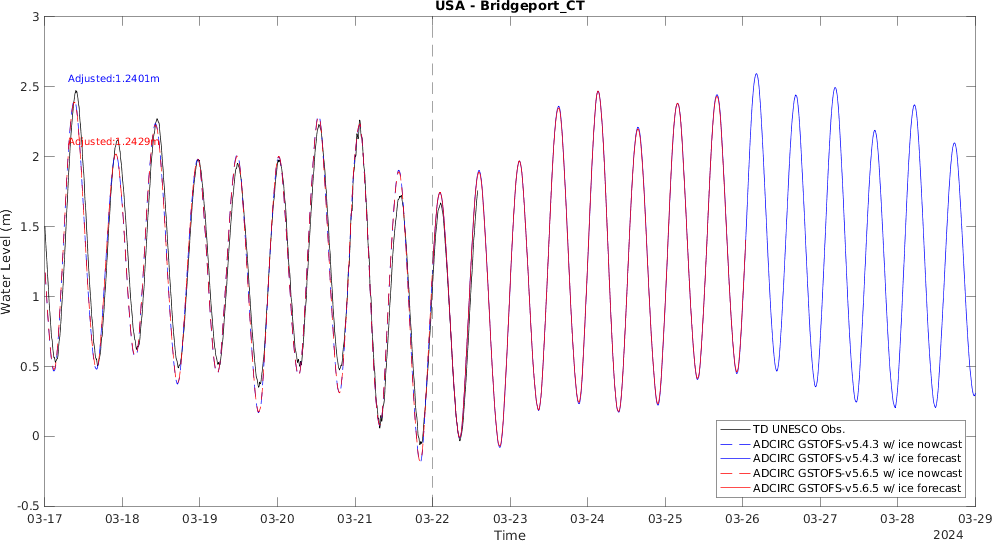 USA - Bridgeport_CT
3
2.5
2
1.5
1
0.5
0
-0.5
Water Level (m)
Adjusted:1.2401m
Adjusted:1.2429m
TD UNESCO Obs.
ADCIRC GSTOFS-v5.4.3 w/ ice nowcast
ADCIRC GSTOFS-v5.4.3 w/ ice forecast
ADCIRC GSTOFS-v5.6.5 w/ ice nowcast
ADCIRC GSTOFS-v5.6.5 w/ ice forecast
03-17 03-18 03-19 03-20 03-21 03-22 03-23 03-24 03-25 03-26 03-27 03-28 03-29
Time
2024